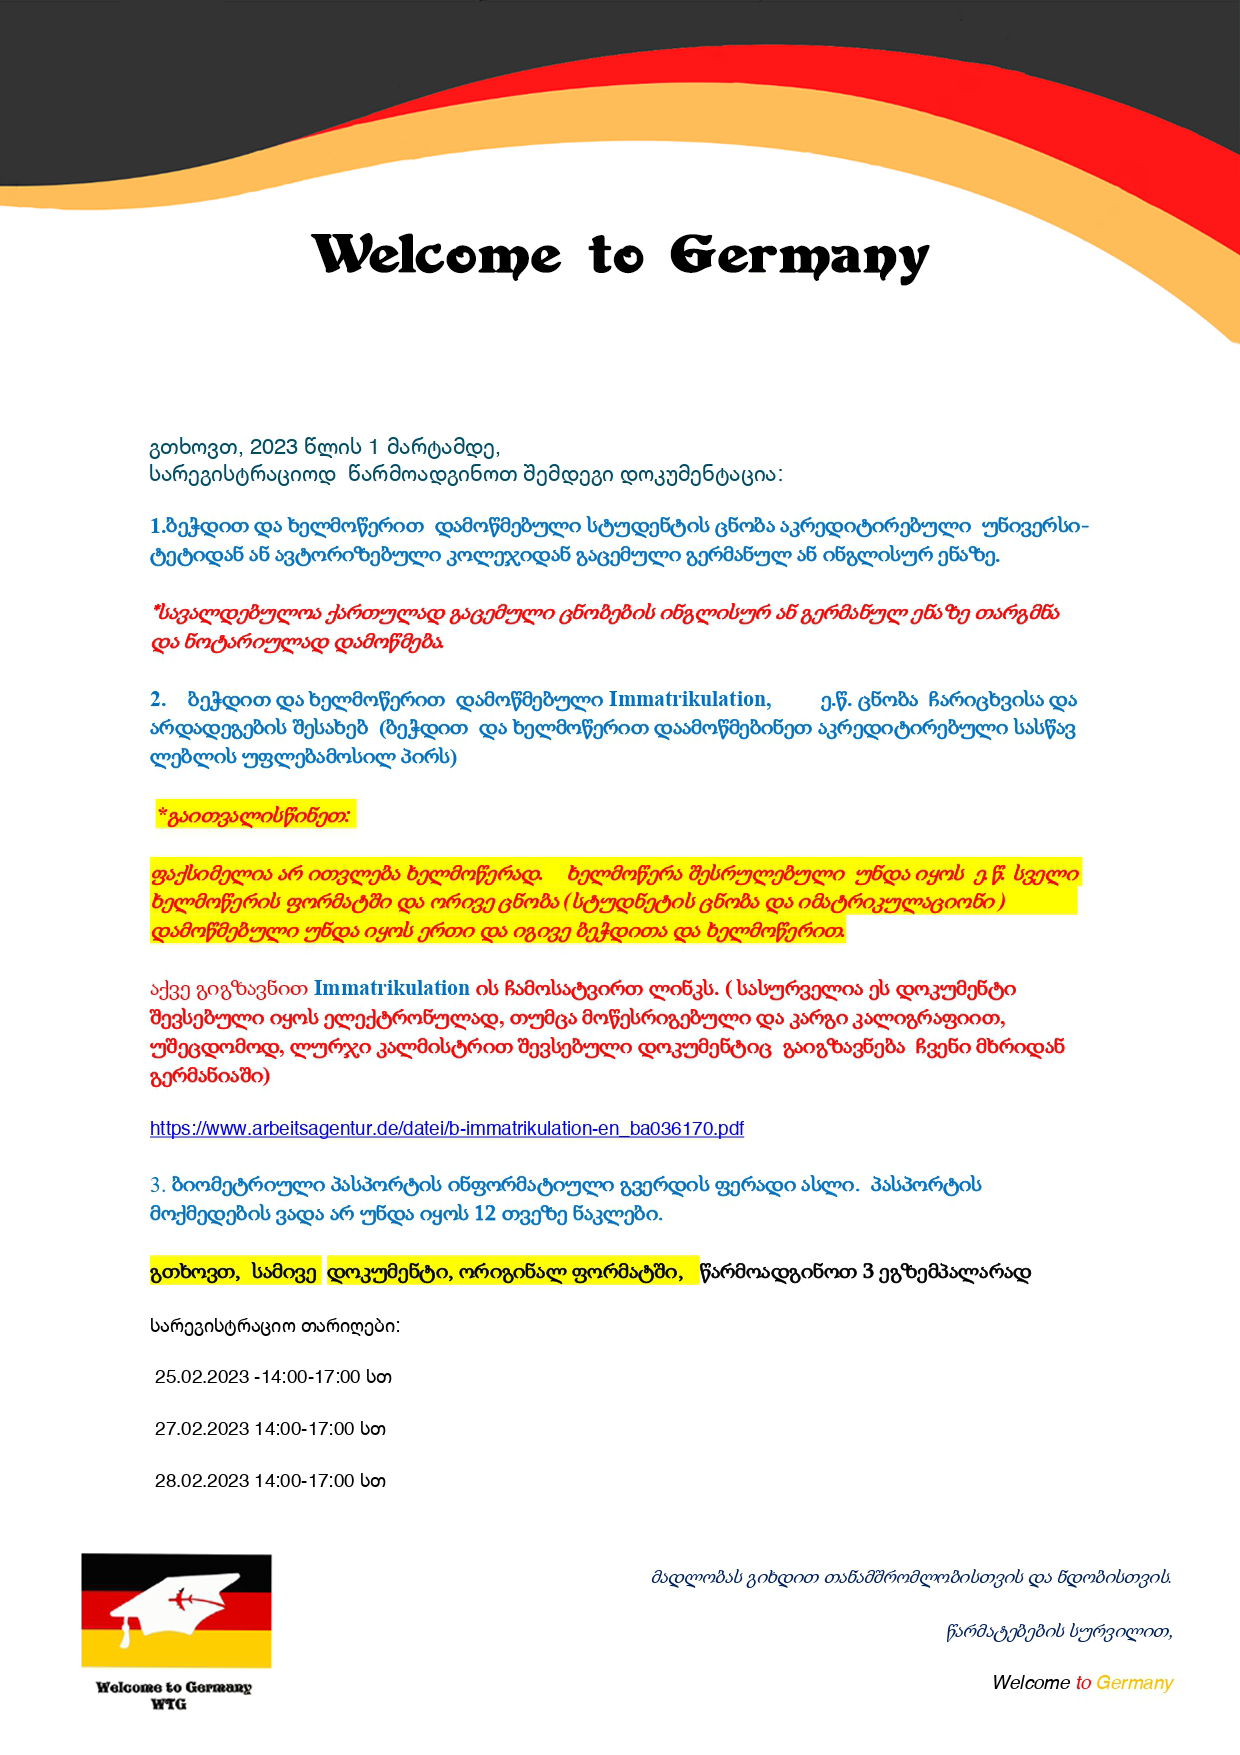 Welcome to Germany
გთხოვთ, 2023 წლის 1 მარტამდე,
სარეგისტრაციოდ წარმოადგინოთ შემდეგი დოკუმენტაცია:
1.ბეჭდით და ხელმოწერით დამოწმებული სტუდენტის ცნობა აკრედიტირებული უნივერსი-
ტეტიდან ან ავტორიზებული კოლეჯიდან გაცემული გერმანულ ან ინგლისურ ენაზე.
*სავალდებულოა ქართულად გაცემული ცნობების ინგლისურ ან გერმანულ ენაზე თარგმნა
და ნოტარიულად დამოწმება.
2. ბეჭდით და ხელმოწერით დამოწმებული Immatrikulation, ე.წ. ცნობა ჩარიცხვისა და
არდადეგების შესახებ (ბეჭდით და ხელმოწერით დაამოწმებინეთ აკრედიტირებული სასწავ
ლებლის უფლებამოსილ პირს)
*გაითვალისწინეთ:
ფაქსიმელია არ ითვლება ხელმოწერად. ხელმოწერა შესრულებული უნდა იყოს ე.წ. სველი
ხელმოწერის ფორმატში და ორივე ცნობა (სტუდნეტის ცნობა და იმატრიკულაციონი )
დამოწმებული უნდა იყოს ერთი და იგივე ბეჭდითა და ხელმოწერით.
აქვე გიგზავნით Immatrikulation ის ჩამოსატვირთ ლინკს. ( სასურველია ეს დოკუმენტი
შევსებული იყოს ელექტრონულად, თუმცა მოწესრიგებული და კარგი კალიგრაფიით,
უშეცდომოდ, ლურჯი კალმისტრით შევსებული დოკუმენტიც გაიგზავნება ჩვენი მხრიდან
გერმანიაში)
https://www.arbeitsagentur.de/datei/b-immatrikulation-en_ba036170.pdf
3. ბიომეტრიული პასპორტის ინფორმატიული გვერდის ფერადი ასლი. პასპორტის
მოქმედების ვადა არ უნდა იყოს 12 თვეზე ნაკლები.
გთხოვთ, სამივე დოკუმენტი, ორიგინალ ფორმატში, წარმოადგინოთ 3 ეგზემპალარად
სარეგისტრაციო თარიღები:
25.02.2023 -14:00-17:00 სთ
27.02.2023 14:00-17:00 სთ
28.02.2023 14:00-17:00 სთ
მადლობას გიხდით თანამშრომლობისთვის და ნდობისთვის.
წარმატებების სურვილით,
Welcome to Germany
Welcome to Germany
WTG